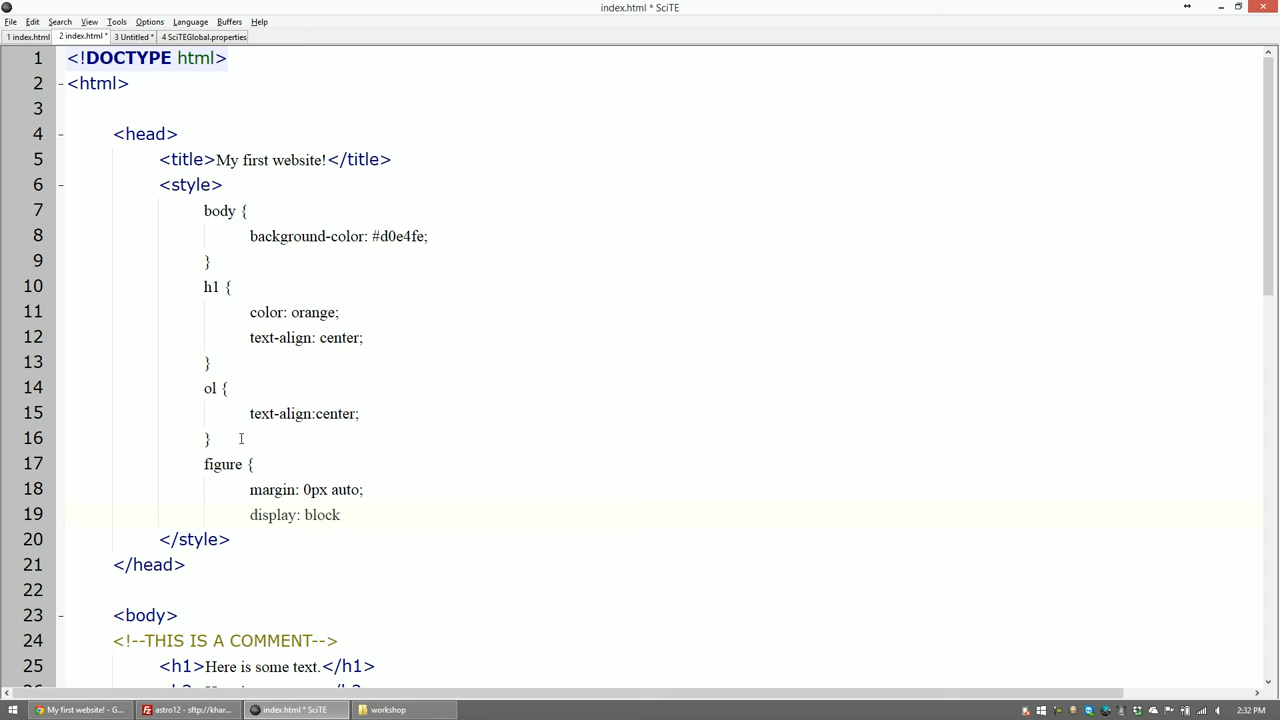 index.html * SciTE
File Edit Search View Tools Options Language Buffers Help
1 index.html 2 index.html * 3 Untitled * 4 SciTEGlobal.properties
1 <!DOCTYPE html>
2 <html>
3
4 <head>
5 <title>My first website!</title>
6 <style>
7 body {
8 background-color: #d0e4fe;
9 }
10 h1 {
11 color: orange;
12 text-align: center;
13 }
14 ol {
15 text-align:center;
16 }
17 figure {
18 margin: 0px auto;
19 display: block
20 </style>
21 </head>
22
23 <body>
24 <!--THIS IS A COMMENT-->
25 <h1>Here is some text.</h1>
My first website! - G... astro12 - sftp://khar... index.html * SciTE workshop 2:32 PM